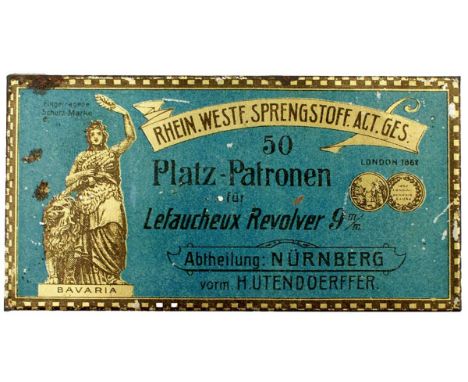 Eingetragene
Schutz-Marke
RHEIN. WESTF. SPRENGSTOFF. ACT. GES.
50
LONDON 1862
Platz-Patronen
für
Lefaucheux Revolver 9 m/m.
Abtheilung: NÜRNBERG
vorm. H. UTENDOERFFER.
BAVARIA